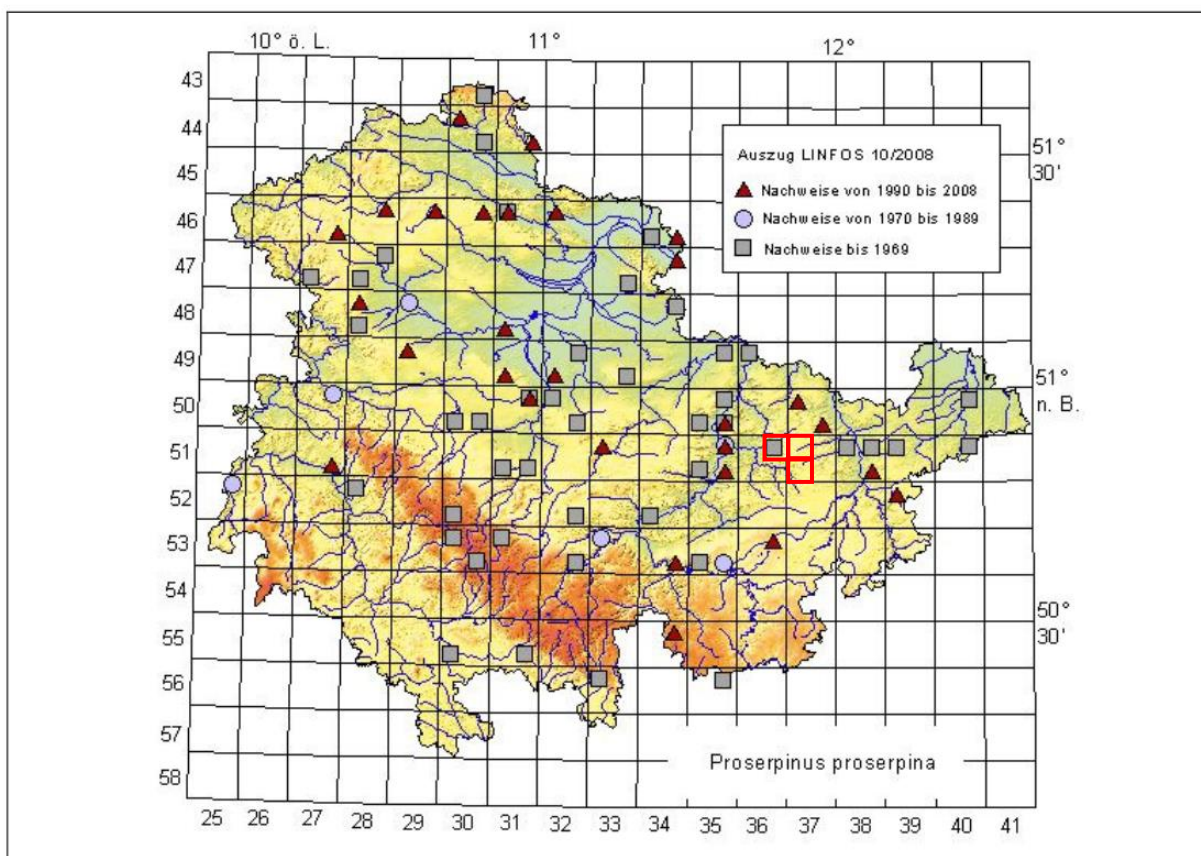 10° ö. L. 11° 12°
43
44
45
46
47
48
49
50
51
52
53
54
55
56
57
58
Auszug LINFOS 10/2008
Nachweise von 1990 bis 2008
Nachweise von 1970 bis 1989
Nachweise bis 1969
51°
30'
51°
n. B.
50°
30'
Proserpinus proserpina
25 26 27 28 29 30 31 32 33 34 35 36 37 38 39 40 41